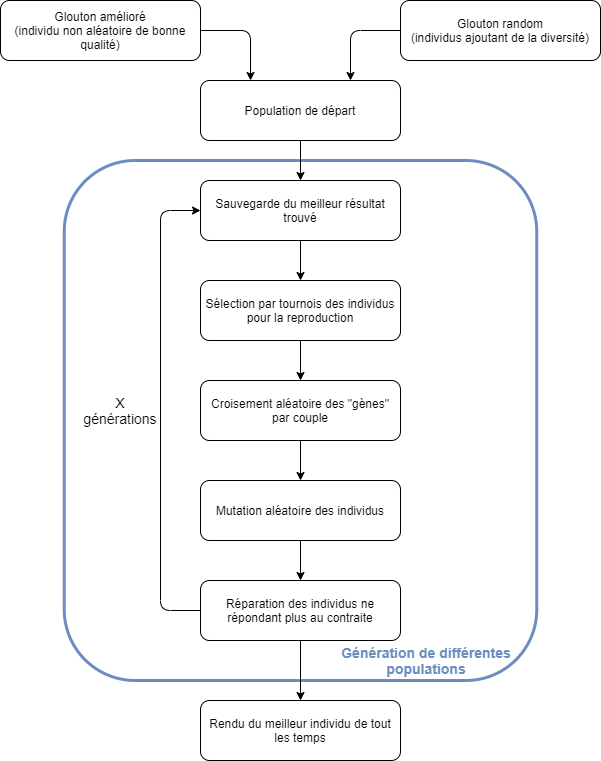 Glouton amélioré
(individu non aléatoire de bonne
qualité)
Glouton random
(individus ajoutant de la diversité)
Population de départ
Sauvegarde du meilleur résultat
trouvé
Sélection par tournois des individus
pour la reproduction
Croisement aléatoire des "gènes"
par couple
X
générations
Mutation aléatoire des individus
Réparation des individus ne
répondant plus au contraite
Génération de différentes
populations
Rendu du meilleur individu de tout
les temps